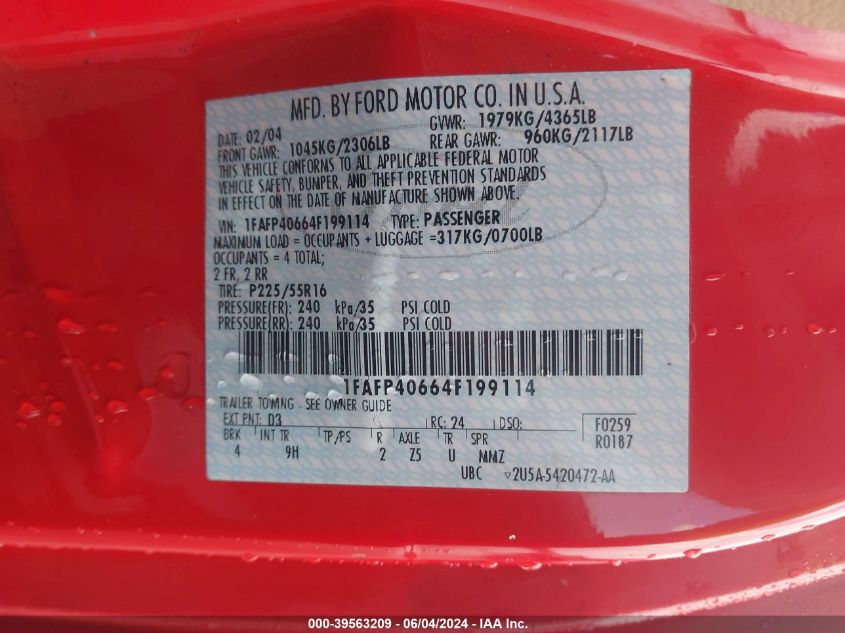 MFD. BY FORD MOTOR CO. IN U.S.A.
DATE: 02/04 GVWR: 1979KG/4365LB
FRONT GAWR: 1045KG/2306LB REAR GAWR: 960KG/2117LB
THIS VEHICLE CONFORMS TO ALL APPLICABLE FEDERAL MOTOR
VEHICLE SAFETY, BUMPER, AND THEFT PREVENTION STANDARDS
IN EFFECT ON THE DATE OF MANUFACTURE SHOWN ABOVE.
VIN: 1FAFP40664F199114 TYPE: PASSENGER
MAXIMUM LOAD = OCCUPANTS + LUGGAGE =317KG/0700LB
OCCUPANTS = 4 TOTAL;
2 FR, 2 RR
TIRE: P225/55R16
PRESSURE(FR): 240 kPa/35 PSI COLD
PRESSURE(RR): 240 kPa/35 PSI COLD
1FAFP40664F199114
TRAILER TOWING - SEE OWNER GUIDE
EXT PNT: D3 RC: 24 DSO: F0259
R0187
BRK INT TR TP/PS R AXLE TR SPR
4 9H 2 Z5 U MMZ
UBC 2U5A-5420472-AA
000-39563209 - 06/04/2024 - IAA Inc.